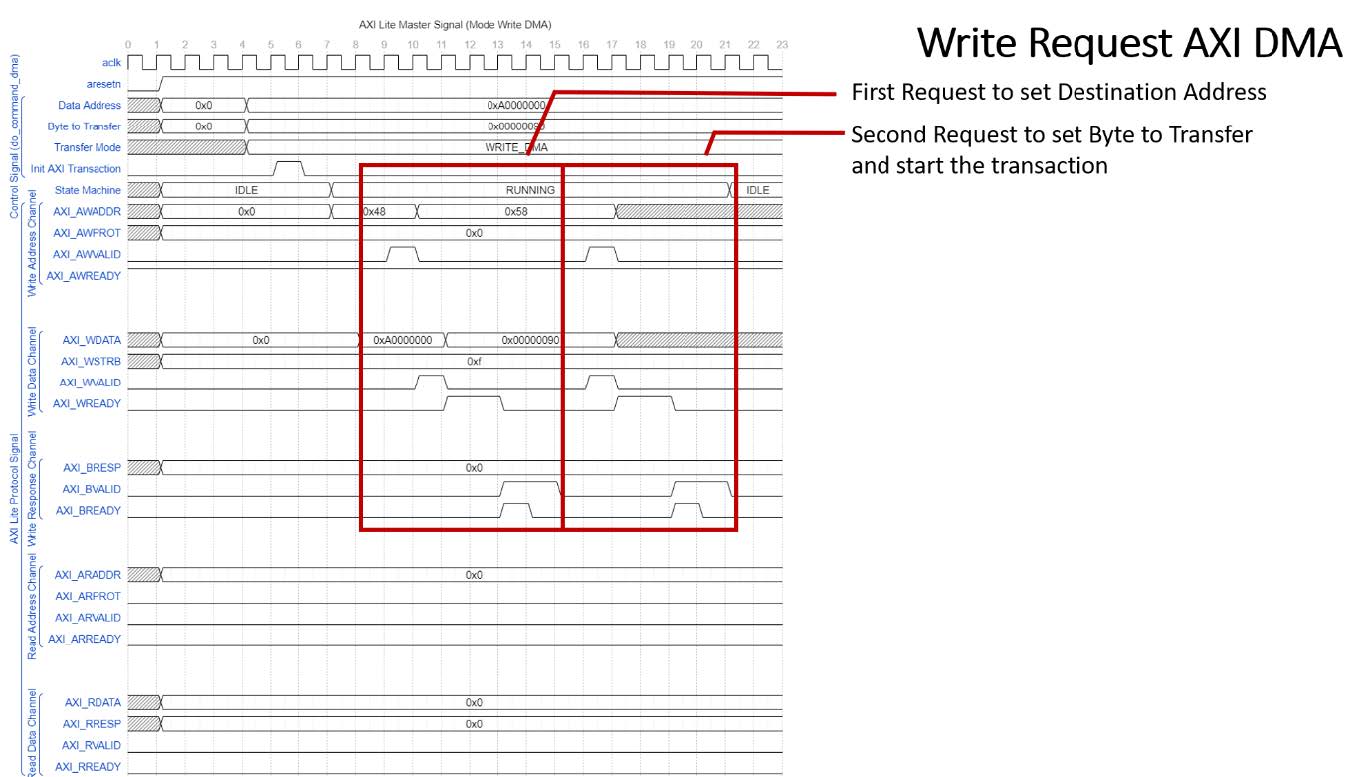 AXI Lite Master Signal (Mode Write DMA)
Write Request AXI DMA
0 1 2 3 4 5 6 7 8 9 10 11 12 13 14 15 16 17 18 19 20 21 22 23
First Request to set Destination Address
Second Request to set Byte to Transfer
and start the transaction
Control Signal (do_command_dma)
aclk
aresetn
Data Address 0x0 0xA0000000
Byte to Transfer 0x0 0x00000090
Transfer Mode WRITE_DMA
Init AXI Transaction
State Machine IDLE RUNNING IDLE
AXI Lite Protocol Signal
Write Address Channel
AXI_AWADDR 0x0 0x48 0x58
AXI_AWPROT 0x0
AXI_AWVALID
AXI_AWREADY
Write Data Channel
AXI_WDATA 0x0 0xA0000000 0x00000090
AXI_WSTRB 0xf
AXI_WVALID
AXI_WREADY
Write Response Channel
AXI_BRESP 0x0
AXI_BVALID
AXI_BREADY
Read Address Channel
AXI_ARADDR 0x0
AXI_ARPROT
AXI_ARVALID
AXI_ARREADY
Read Data Channel
AXI_RDATA 0x0
AXI_RRESP 0x0
AXI_RVALID
AXI_RREADY